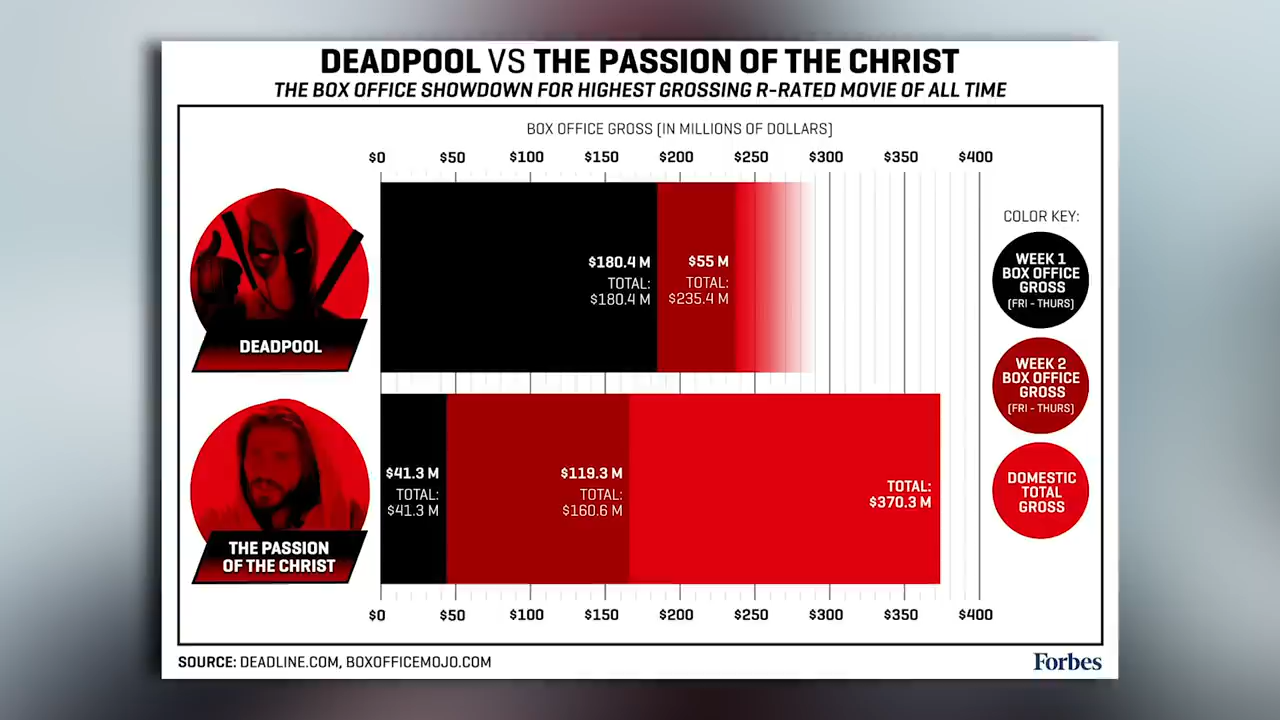 DEADPOOL VS THE PASSION OF THE CHRIST
THE BOX OFFICE SHOWDOWN FOR HIGHEST GROSSING R-RATED MOVIE OF ALL TIME
BOX OFFICE GROSS (IN MILLIONS OF DOLLARS)
$0 $50 $100 $150 $200 $250 $300 $350 $400
DEADPOOL
$180.4 M
TOTAL:
$180.4 M
$55 M
TOTAL:
$235.4 M
COLOR KEY:
WEEK 1
BOX OFFICE
GROSS
(FRI - THURS)
WEEK 2
BOX OFFICE
GROSS
(FRI - THURS)
DOMESTIC
TOTAL
GROSS
THE PASSION
OF THE CHRIST
$41.3 M
TOTAL:
$41.3 M
$119.3 M
TOTAL:
$160.6 M
TOTAL:
$370.3 M
$0 $50 $100 $150 $200 $250 $300 $350 $400
SOURCE: DEADLINE.COM, BOXOFFICEMOJO.COM
Forbes